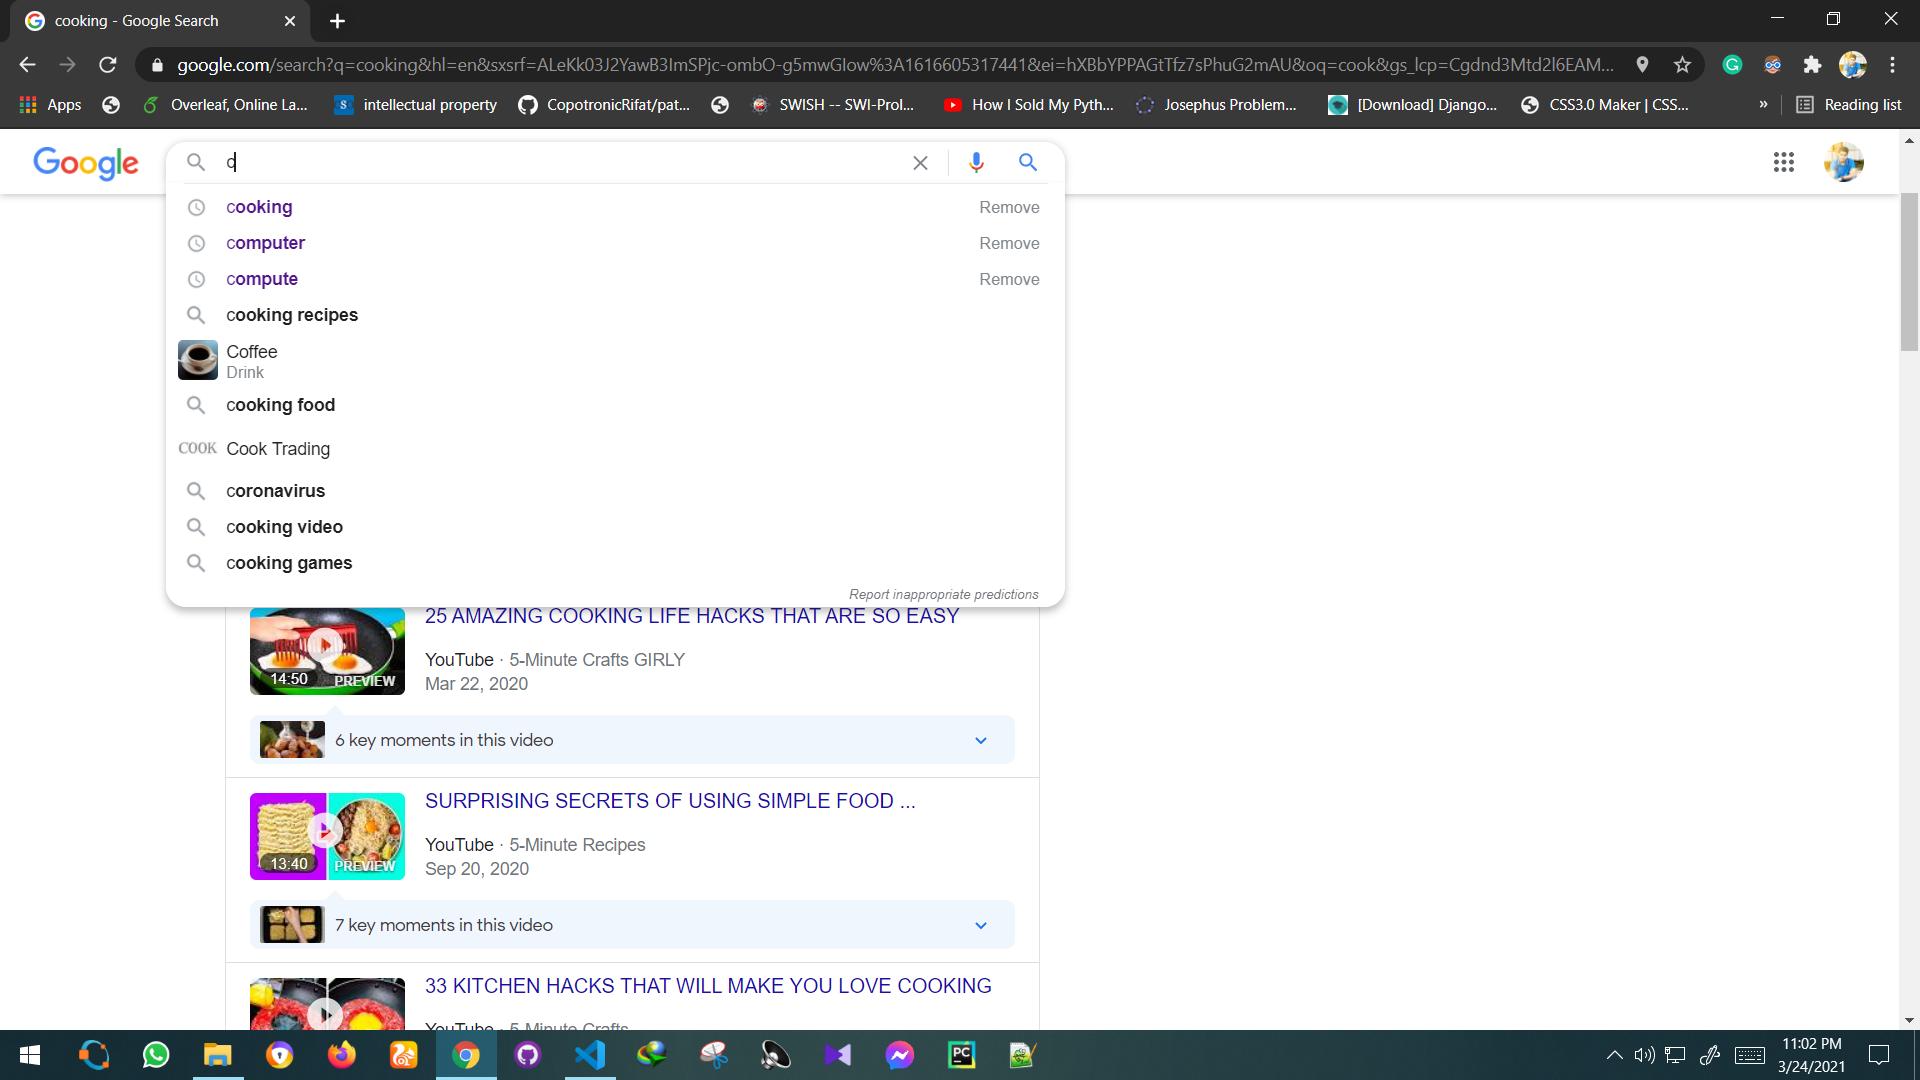 cooking - Google Search
google.com/search?q=cooking&hl=en&sxsrf=ALeKk03J2YawB3ImSPjc-ombO-g5mwGIow%3A1616605317441&ei=hXBbYPPAGtTfz7sPhuG2mAU&oq=cook&gs_lcp=Cgdnd3Mtd2l6EAM...
Apps Overleaf, Online La... S intellectual property CopotronicRifat/pat... SWISH -- SWI-Prol... How I Sold My Pyth... Josephus Problem... [Download] Django... CSS3.0 Maker | CSS... » Reading list
Google c
cooking Remove
computer Remove
compute Remove
cooking recipes
Coffee
Drink
cooking food
COOK Cook Trading
coronavirus
cooking video
cooking games
Report inappropriate predictions
25 AMAZING COOKING LIFE HACKS THAT ARE SO EASY
YouTube · 5-Minute Crafts GIRLY
14:50 PREVIEW
Mar 22, 2020
6 key moments in this video
SURPRISING SECRETS OF USING SIMPLE FOOD ...
YouTube · 5-Minute Recipes
13:40 PREVIEW
Sep 20, 2020
7 key moments in this video
33 KITCHEN HACKS THAT WILL MAKE YOU LOVE COOKING
YouTube · 5-Minute Crafts
PC
11:02 PM
3/24/2021